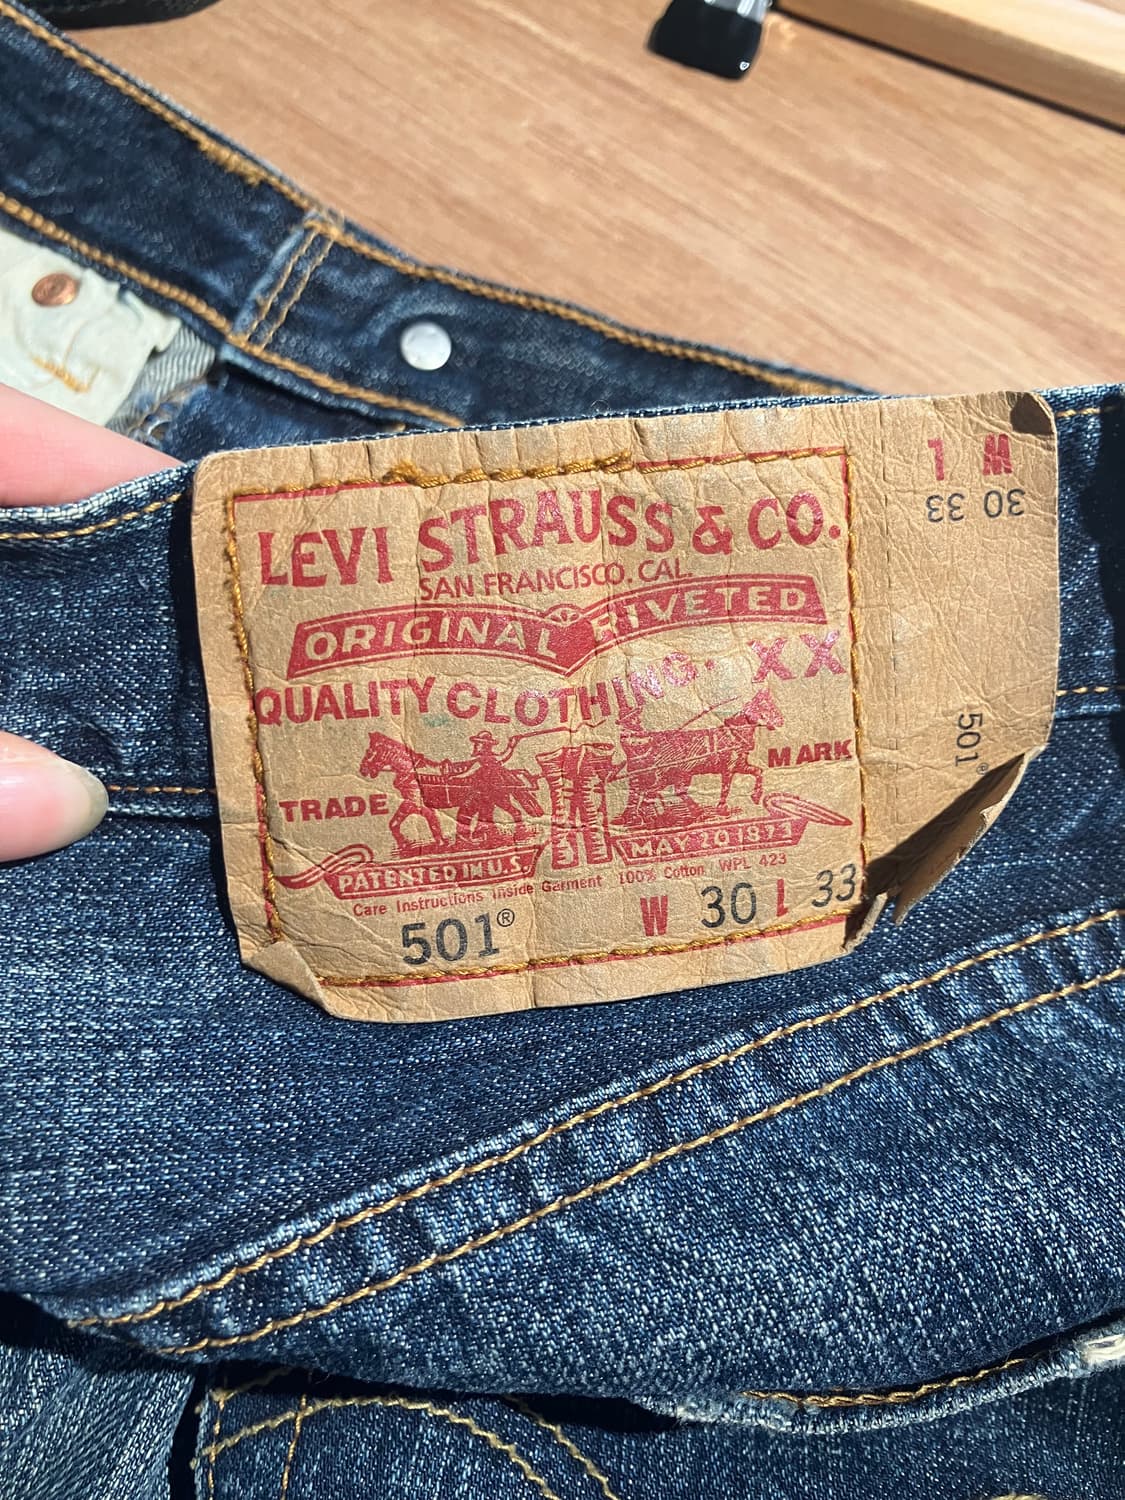 LEVI STRAUSS & CO.
SAN FRANCISCO. CAL.
ORIGINAL RIVETED
QUALITY CLOTHING. XX
TRADE MARK
PATENTED IN U.S. MAY 20 1873
Care Instructions Inside Garment 100% Cotton WPL 423
501® W 30 L 33
W L
30 33
501®